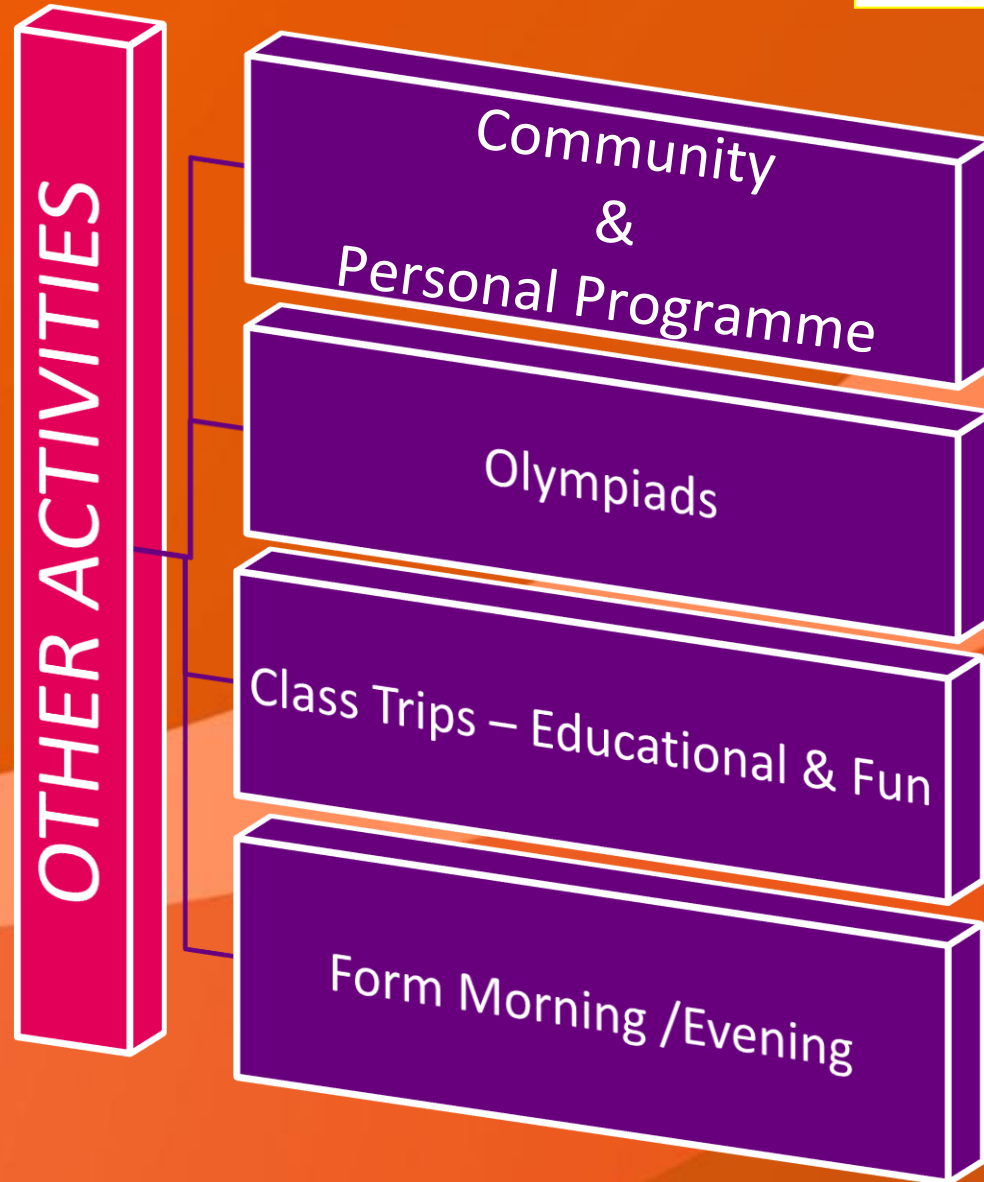 OTHER ACTIVITIES
Community
&
Personal Programme
Olympiads
Class Trips – Educational & Fun
Form Morning /Evening